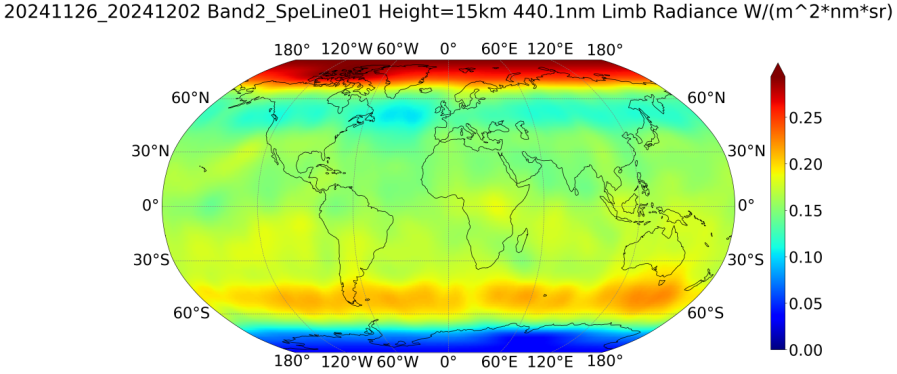 20241126_20241202 Band2_SpeLine01 Height=15km 440.1nm Limb Radiance W/(m^2*nm*sr)
180° 120°W 60°W 0° 60°E 120°E 180°
60°N 60°N
30°N 30°N
0° 0°
30°S 30°S
60°S 60°S
180° 120°W 60°W 0° 60°E 120°E 180°
0.25
0.20
0.15
0.10
0.05
0.00